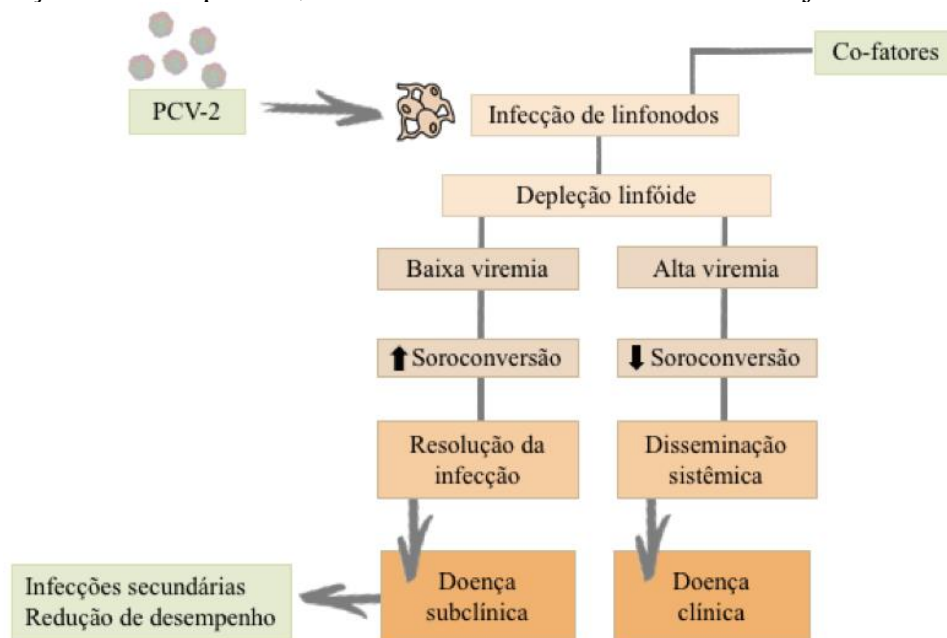 Co-fatores
PCV-2
Infecção de linfonodos
Depleção linfóide
Baixa viremia
Alta viremia
Soroconversão
Soroconversão
Resolução da
infecção
Disseminação
sistêmica
Infecções secundárias
Redução de desempenho
Doença
subclínica
Doença
clínica